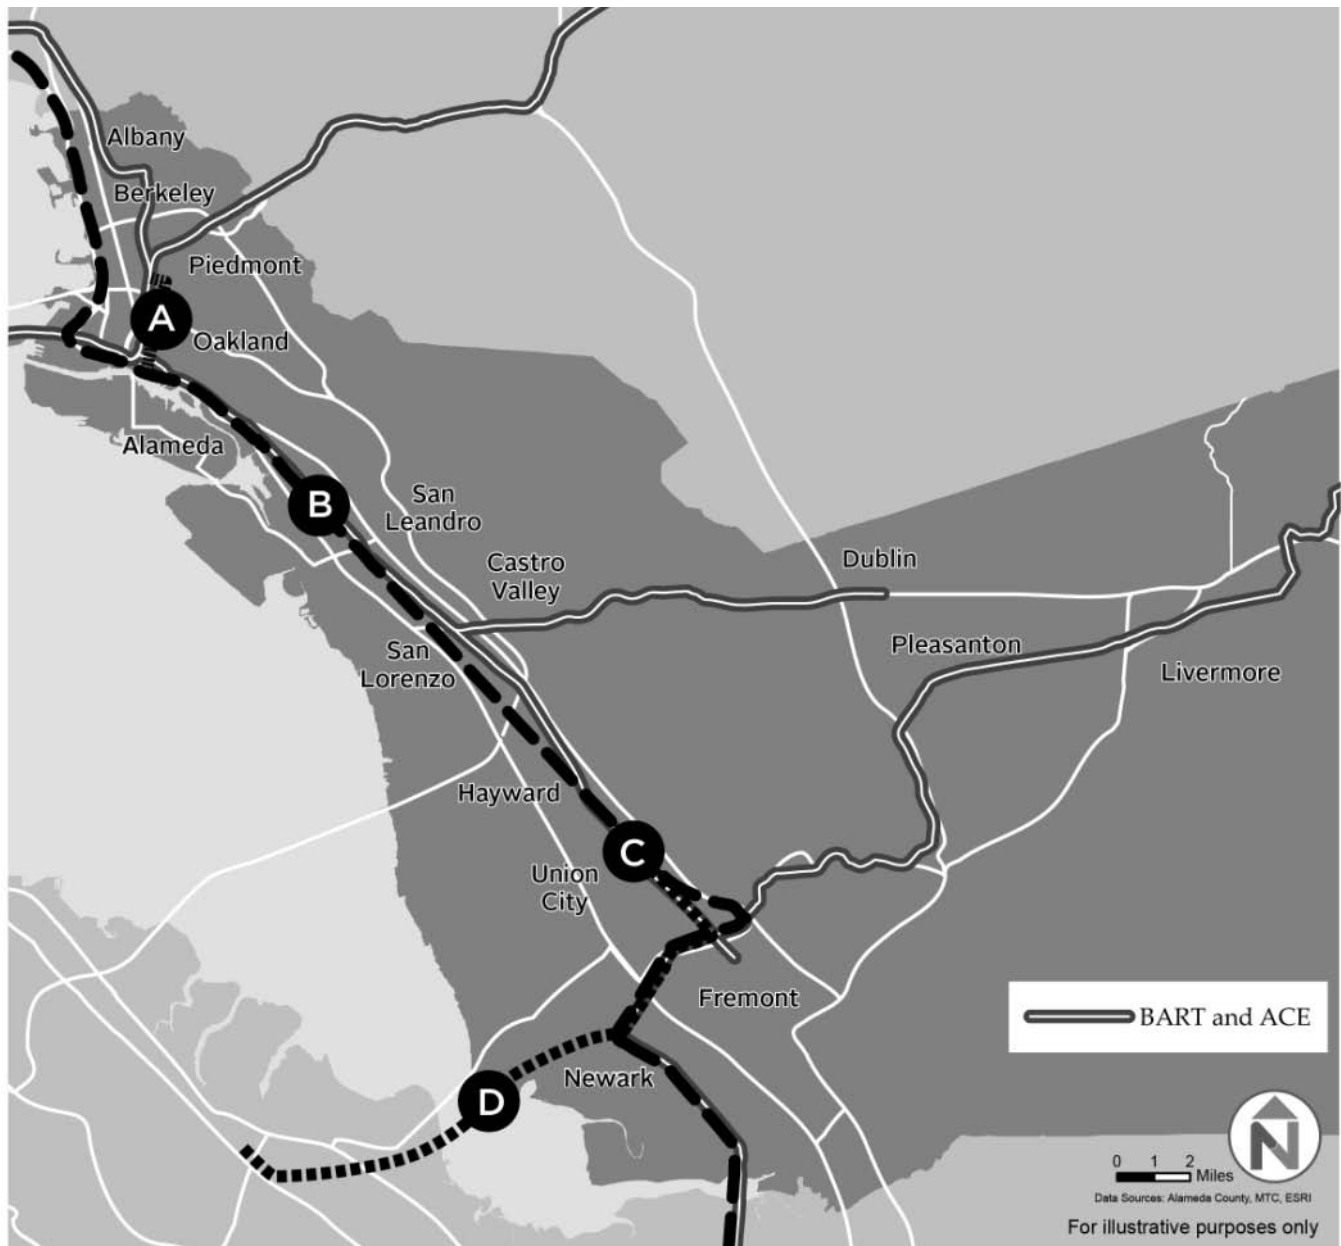 Albany
Berkeley
Piedmont
A
Oakland
Alameda
B
San
Leandro
Castro
Valley
Dublin
San
Lorenzo
Pleasanton
Livermore
Hayward
C
Union
City
Fremont
BART and ACE
Newark
D
N
0 1 2
Miles
Data Sources: Alameda County, MTC, ESRI
For illustrative purposes only